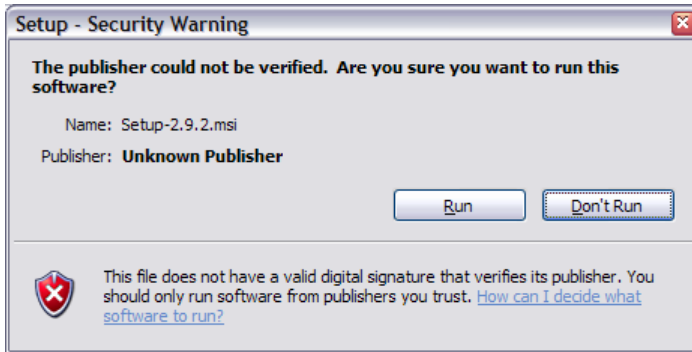 Setup - Security Warning
The publisher could not be verified. Are you sure you want to run this
software?
Name: Setup-2.9.2.msi
Publisher: Unknown Publisher
Run Don't Run
This file does not have a valid digital signature that verifies its publisher. You
should only run software from publishers you trust. How can I decide what
software to run?